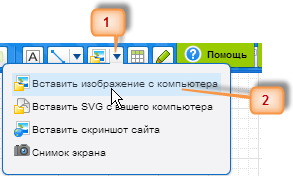 1
A
? Помощь
Вставить изображение с компьютера
2
Вставить SVG с вашего компьютера
Вставить скриншот сайта
Снимок экрана